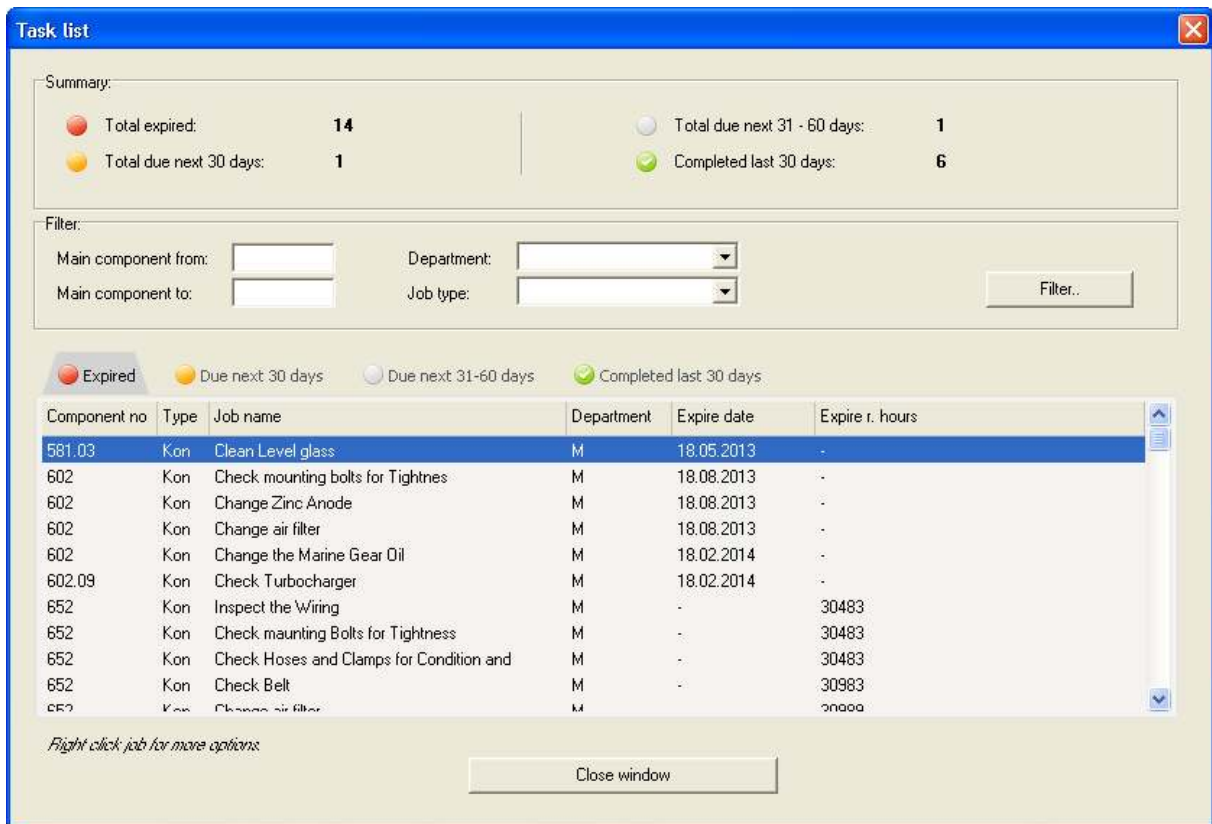 Task list
Summary:
Total expired: 14 Total due next 31 - 60 days: 1
Total due next 30 days: 1 Completed last 30 days: 6
Filter:
Main component from: Department:
Main component to: Job type: Filter..
Expired Due next 30 days Due next 31-60 days Completed last 30 days
Component no Type Job name Department Expire date Expire r. hours
581.03 Kon Clean Level glass M 18.05.2013 -
602 Kon Check mounting bolts for Tightnes M 18.08.2013 -
602 Kon Change Zinc Anode M 18.08.2013 -
602 Kon Change air filter M 18.08.2013 -
602 Kon Change the Marine Gear Oil M 18.02.2014 -
602.09 Kon Check Turbocharger M 18.02.2014 -
652 Kon Inspect the Wiring M - 30483
652 Kon Check maunting Bolts for Tightness M - 30483
652 Kon Check Hoses and Clamps for Condition and M - 30483
652 Kon Check Belt M - 30983
652 Kon Change air filter M
Right click job for more options.
Close window